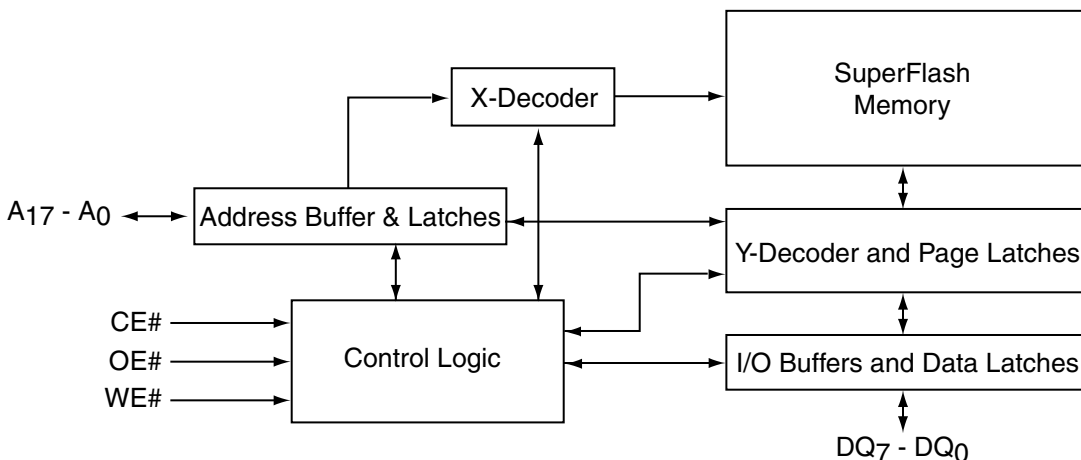 SuperFlash
Memory
X-Decoder
A17 - A0
Address Buffer & Latches
Y-Decoder and Page Latches
CE#
OE#
WE#
Control Logic
I/O Buffers and Data Latches
DQ7 - DQ0